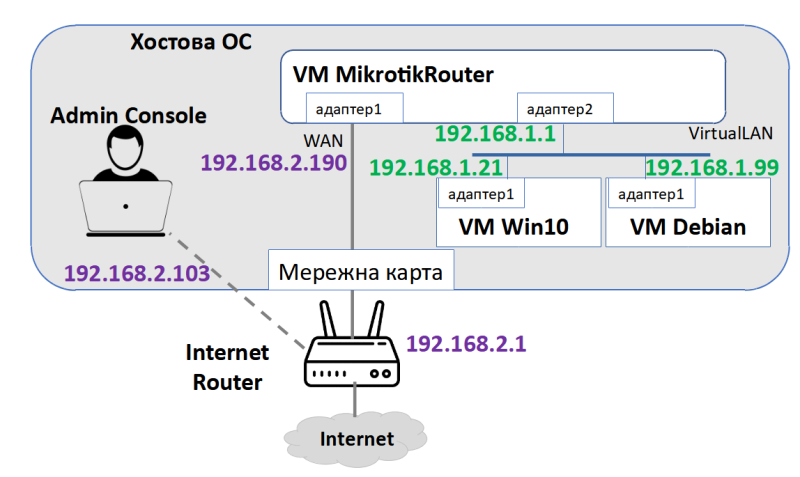 Хостова ОС
VM MikrotikRouter
Admin Console
адаптер1
адаптер2
WAN
192.168.1.1
VirtualLAN
192.168.2.190
192.168.1.21
192.168.1.99
адаптер1
адаптер1
VM Win10
VM Debian
192.168.2.103
Мережна карта
192.168.2.1
Internet
Router
Internet